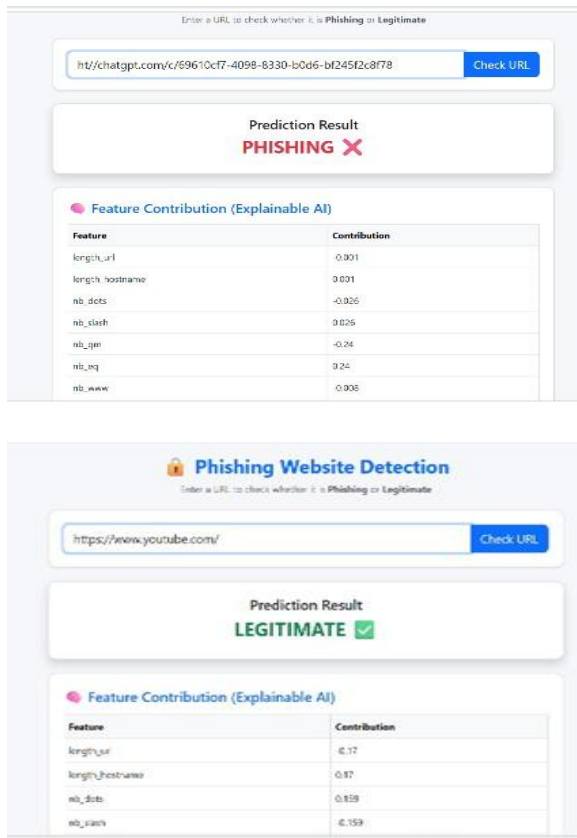 Enter a URL to check whether it is Phishing or Legitimate
ht//chatgpt.com/c/69610cf7-4098-8330-b0d6-bf245f2c8f78
Check URL
Prediction Result
PHISHING ❌
🧠 Feature Contribution (Explainable AI)
Feature Contribution
length_url -0.001
length_hostname 0.001
nb_dots -0.026
nb_slash 0.026
nb_qm -0.24
nb_eq 0.24
nb_www -0.008
🔒 Phishing Website Detection
Enter a URL to check whether it is Phishing or Legitimate
https://www.youtube.com/
Check URL
Prediction Result
LEGITIMATE ✅
🧠 Feature Contribution (Explainable AI)
Feature Contribution
length_url -0.17
length_hostname 0.17
nb_dots 0.159
nb_slash -0.159